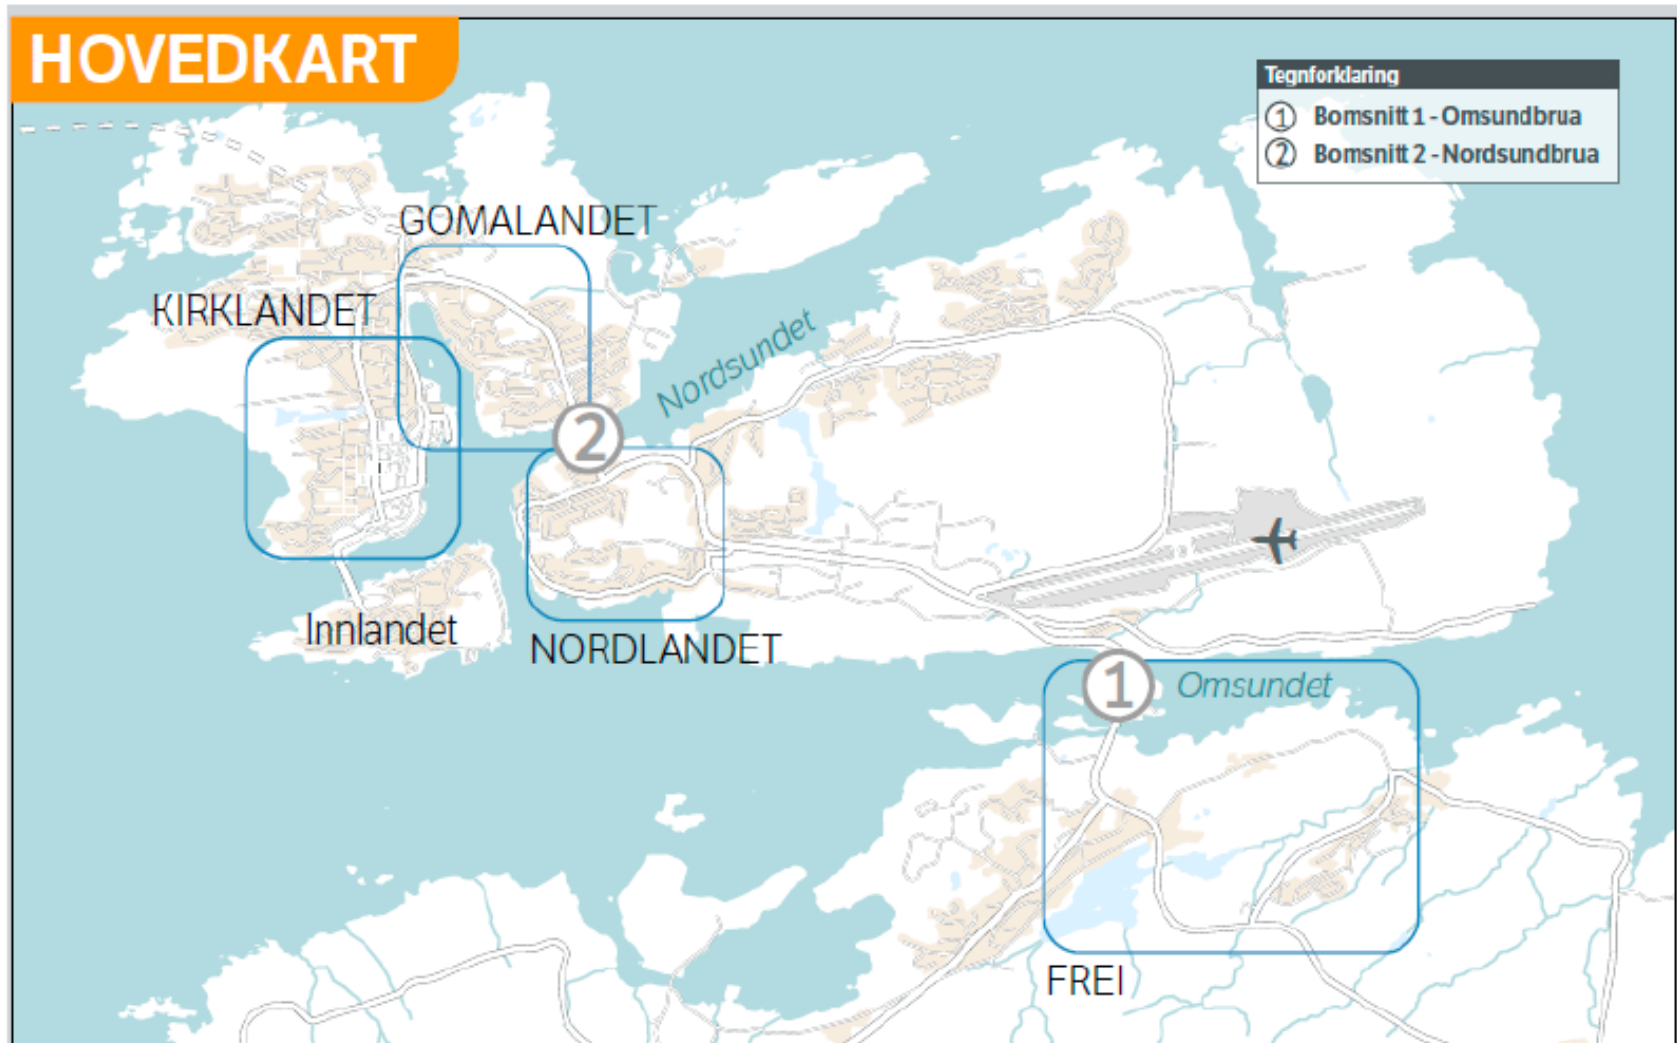 HOVEDKART
Tegnforklaring
1 Bomsnitt 1 - Omsundbrua
2 Bomsnitt 2 - Nordsundbrua
GOMALANDET
KIRKLANDET
Nordsundet
2
Innlandet
NORDLANDET
1
Omsundet
FREI